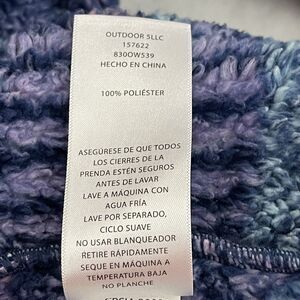 OUTDOOR 5LLC
157622
830OW539
HECHO EN CHINA
100% POLIÉSTER
ASEGÚRESE DE QUE TODOS
LOS CIERRES DE LA
PRENDA ESTÉN SEGUROS
ANTES DE LAVAR
LAVE A MÁQUINA CON
AGUA FRÍA
LAVE POR SEPARADO,
CICLO SUAVE
NO USAR BLANQUEADOR
RETIRE RÁPIDAMENTE
SEQUE EN MÁQUINA A
TEMPERATURA BAJA
NO PLANCHE